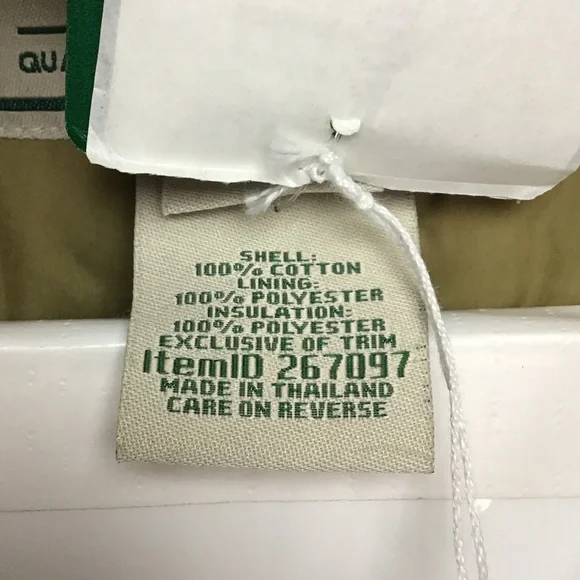 SHELL:
100% COTTON
LINING:
100% POLYESTER
INSULATION:
100% POLYESTER
EXCLUSIVE OF TRIM
ItemID 267097
MADE IN THAILAND
CARE ON REVERSE